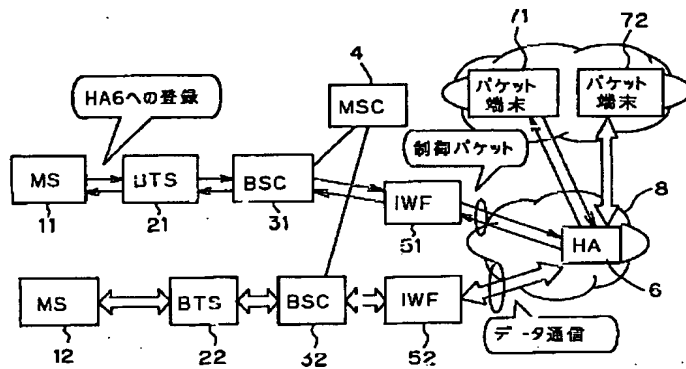 71
72
4
パケット
端末
パケット
端末
HA6への登録
MSC
制御パケット
MS
BTS
BSC
IWF
8
11
21
31
51
HA
6
MS
BTS
BSC
IWF
12
22
32
52
データ通信